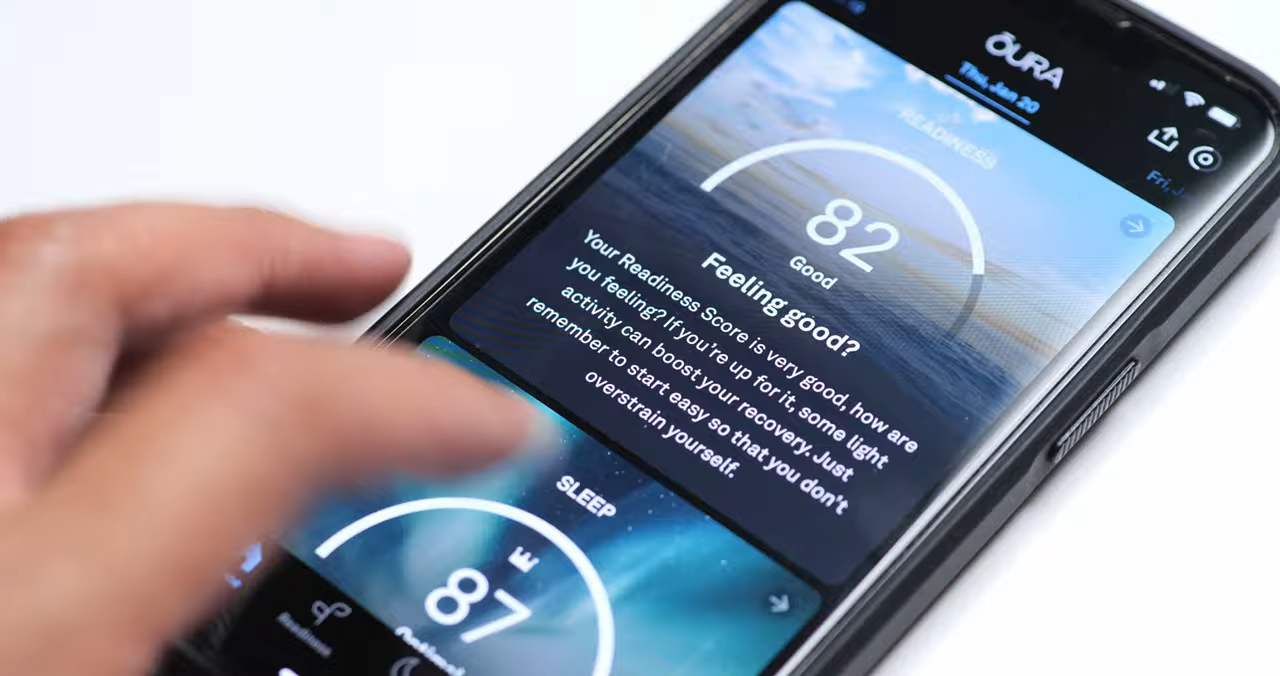 ŌURA
Thu, Jan 20
Fri, J
READINESS
82
Good
Feeling good?
Your Readiness Score is very good, how are
you feeling? If you're up for it, some light
activity can boost your recovery. Just
remember to start easy so that you don't
overstrain yourself.
SLEEP
87
Optimal
Readiness